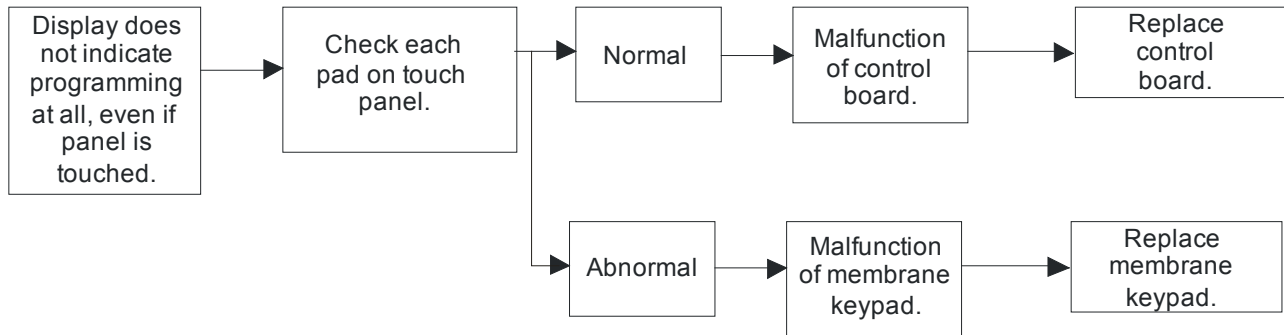 Display does
not indicate
programming
at all, even if
panel is
touched.
Check each
pad on touch
panel.
Normal
Malfunction
of control
board.
Replace
control
board.
Abnormal
Malfunction
of membrane
keypad.
Replace
membrane
keypad.